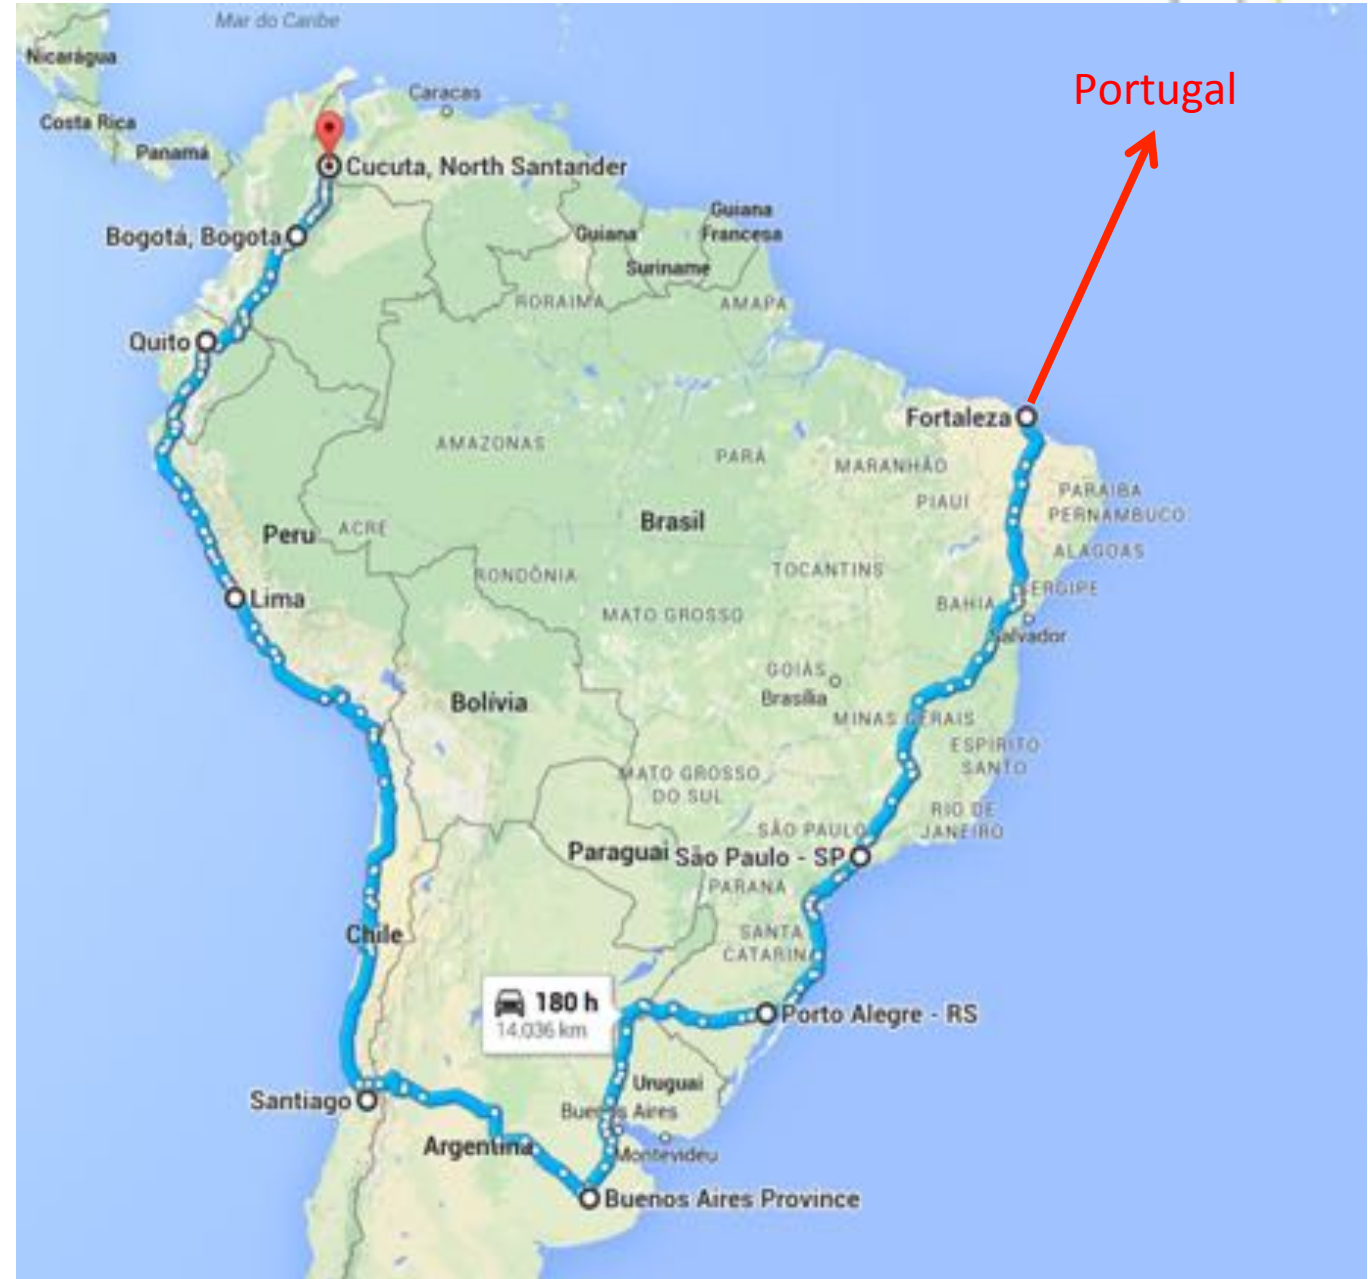 Mar do Caribe
Nicarágua
Portugal
Caracas
Costa Rica
Panamá
Cucuta, North Santander
Guiana
Francesa
Bogotá, Bogota
Guiana
Suriname
RORAIMA
AMAPÁ
Quito
Fortaleza
AMAZONAS
PARÁ
MARANHÃO
PIAUÍ
PARAÍBA
PERNAMBUCO
Peru
ACRE
Brasil
ALAGOAS
RONDÔNIA
TOCANTINS
SERGIPE
Lima
MATO GROSSO
BAHIA
Salvador
GOIÁS
Brasília
Bolívia
MINAS GERAIS
ESPÍRITO
SANTO
MATO GROSSO
DO SUL
RIO DE
JANEIRO
SÃO PAULO
Paraguai
São Paulo - SP
PARANÁ
Chile
SANTA
CATARINA
180 h
14,036 km
Porto Alegre - RS
Uruguai
Santiago
Buenos Aires
Argentina
Montevidéu
Buenos Aires Province